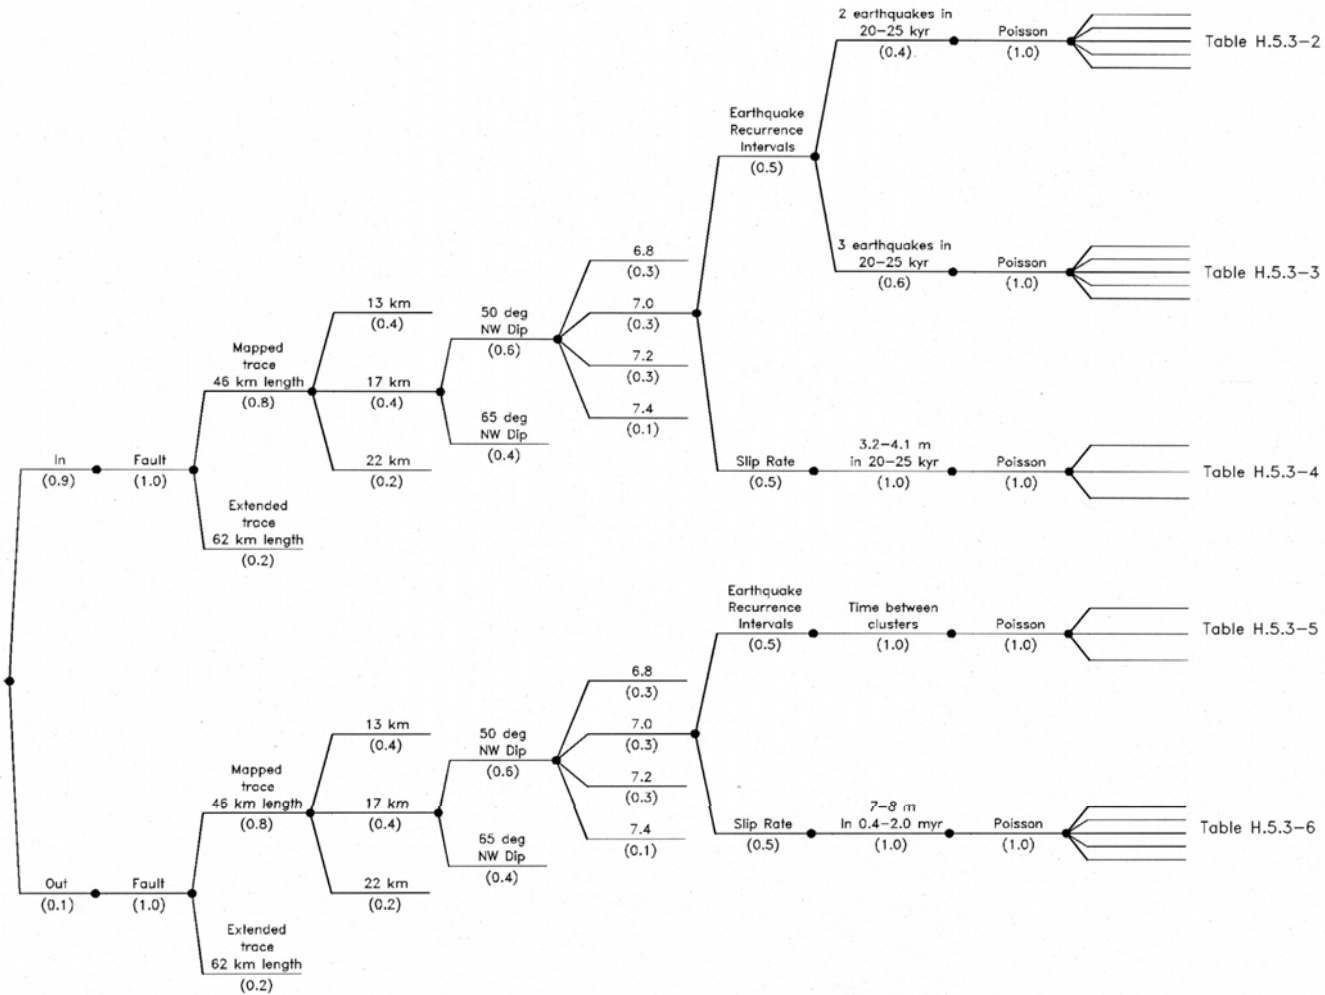 2 earthquakes in
20–25 kyr
(0.4)
Poisson
(1.0)
Table H.5.3–2
Earthquake
Recurrence
Intervals
(0.5)
3 earthquakes in
20–25 kyr
(0.6)
Poisson
(1.0)
Table H.5.3–3
6.8
(0.3)
7.0
(0.3)
7.2
(0.3)
7.4
(0.1)
13 km
(0.4)
50 deg
NW Dip
(0.6)
Mapped
trace
46 km length
(0.8)
17 km
(0.4)
65 deg
NW Dip
(0.4)
22 km
(0.2)
In
(0.9)
Fault
(1.0)
Slip Rate
(0.5)
3.2–4.1 m
in 20–25 kyr
(1.0)
Poisson
(1.0)
Table H.5.3–4
Extended
trace
62 km length
(0.2)
Earthquake
Recurrence
Intervals
(0.5)
Time between
clusters
(1.0)
Poisson
(1.0)
Table H.5.3–5
6.8
(0.3)
7.0
(0.3)
7.2
(0.3)
7.4
(0.1)
13 km
(0.4)
50 deg
NW Dip
(0.6)
Mapped
trace
46 km length
(0.8)
17 km
(0.4)
65 deg
NW Dip
(0.4)
22 km
(0.2)
Slip Rate
(0.5)
7–8 m
In 0.4–2.0 myr
(1.0)
Poisson
(1.0)
Table H.5.3–6
Out
(0.1)
Fault
(1.0)
Extended
trace
62 km length
(0.2)